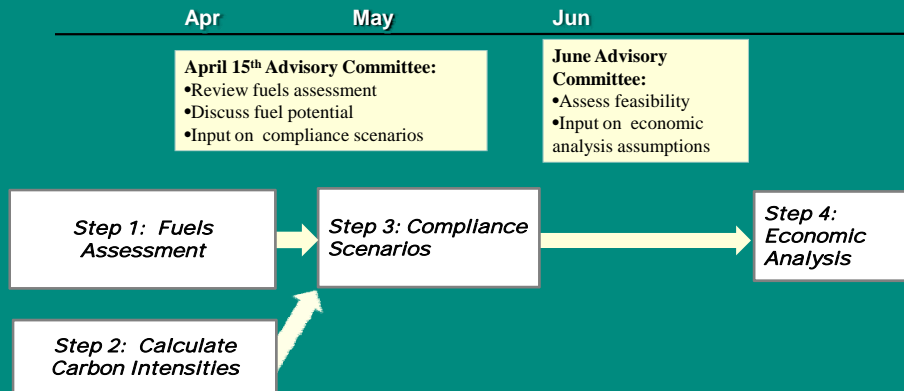 Apr May Jun
April 15th Advisory Committee:
•Review fuels assessment
•Discuss fuel potential
•Input on compliance scenarios
June Advisory
Committee:
•Assess feasibility
•Input on economic
analysis assumptions
Step 1: Fuels
Assessment
Step 3: Compliance
Scenarios
Step 4:
Economic
Analysis
Step 2: Calculate
Carbon Intensities